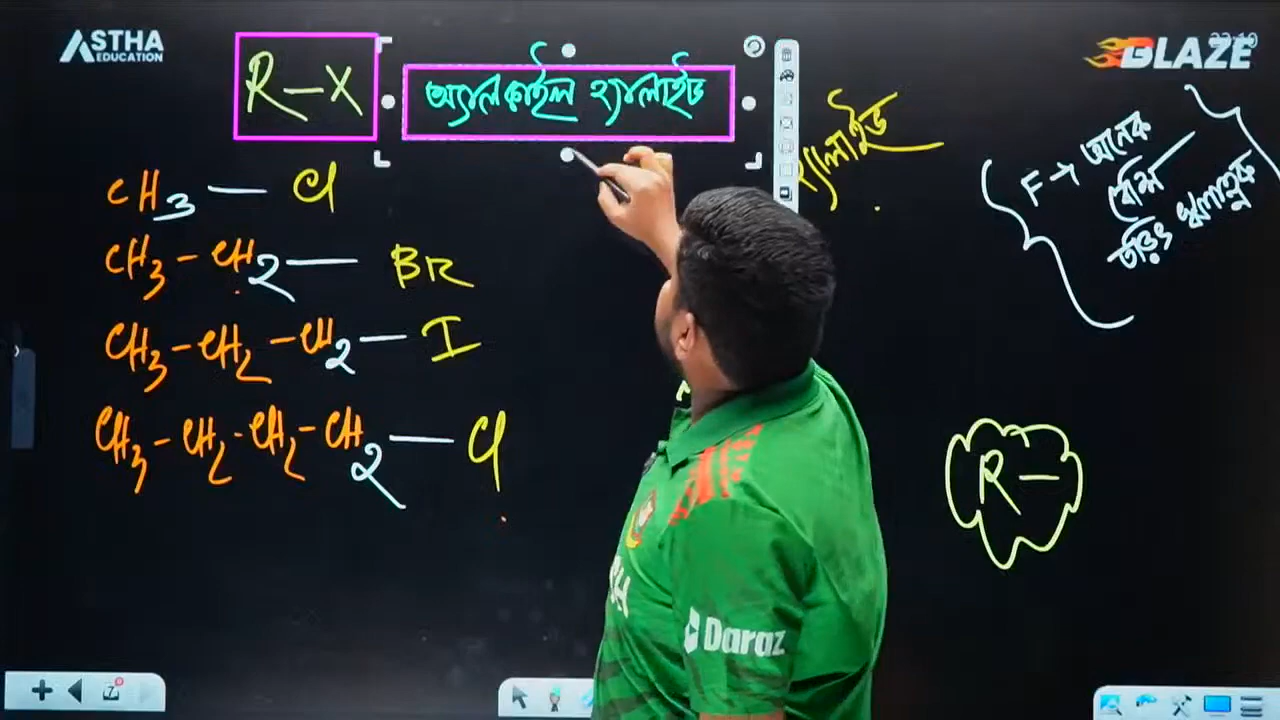 ASTHA
EDUCATION
R-X
অ্যালকাইল হ্যালাইড
BLAZE
হ্যালাইড
F → অনেক
বেশি
তড়িৎ ঋণাত্মক
CH3 — Cl
CH3 - CH2 — BR
CH3 - CH2 - CH2 — I
CH3 - CH2 - CH2 - CH2 — Cl
R -
Daraz